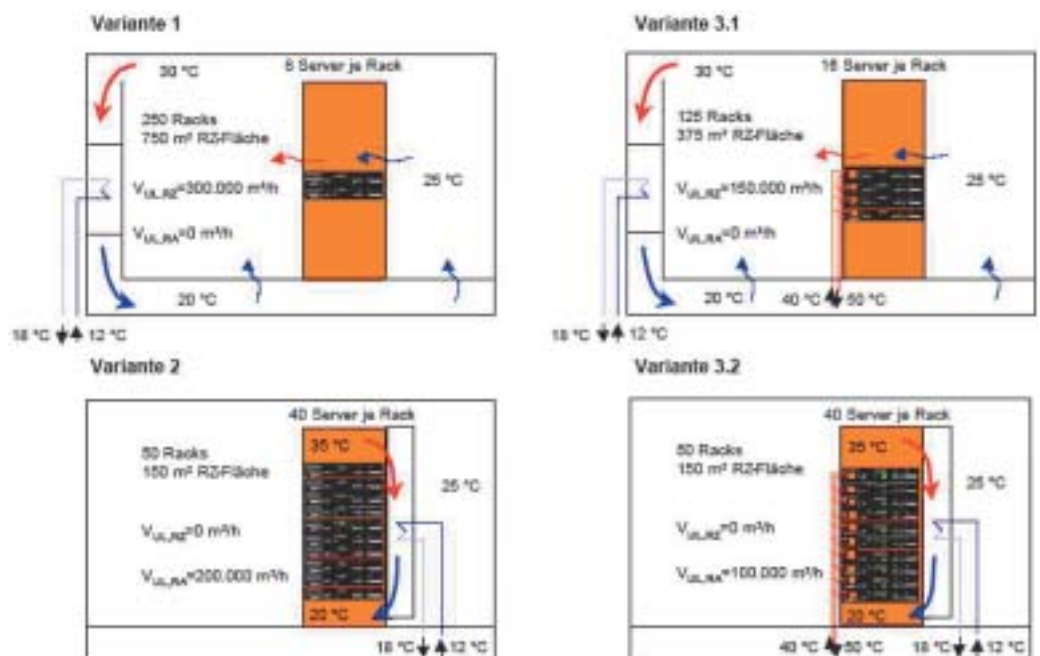 Variante 1
30 °C
8 Server je Rack
250 Racks
750 m² RZ-Fläche
25 °C
V_UL,RZ=300.000 m³/h
V_UL,RA=0 m³/h
20 °C
18 °C 12 °C
Variante 3.1
30 °C
16 Server je Rack
125 Racks
375 m² RZ-Fläche
25 °C
V_UL,RZ=150.000 m³/h
V_UL,RA=0 m³/h
20 °C
40 °C 50 °C
18 °C 12 °C
Variante 2
40 Server je Rack
35 °C
50 Racks
150 m² RZ-Fläche
25 °C
V_UL,RZ=0 m³/h
V_UL,RA=200.000 m³/h
20 °C
18 °C 12 °C
Variante 3.2
40 Server je Rack
35 °C
50 Racks
150 m² RZ-Fläche
25 °C
V_UL,RZ=0 m³/h
V_UL,RA=100.000 m³/h
20 °C
40 °C 50 °C 18 °C 12 °C